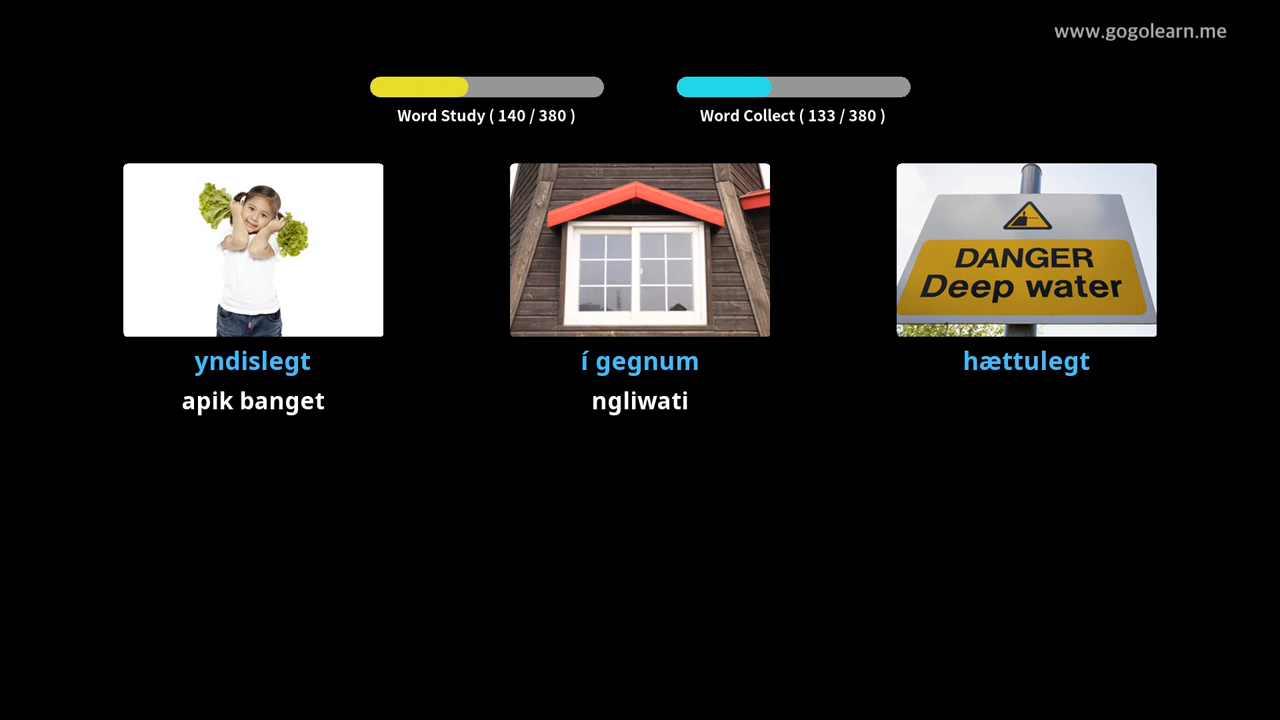 www.gogolearn.me
Word Study ( 140 / 380 )
Word Collect ( 133 / 380 )
DANGER
Deep water
yndislegt
í gegnum
hættulegt
apik banget
ngliwati